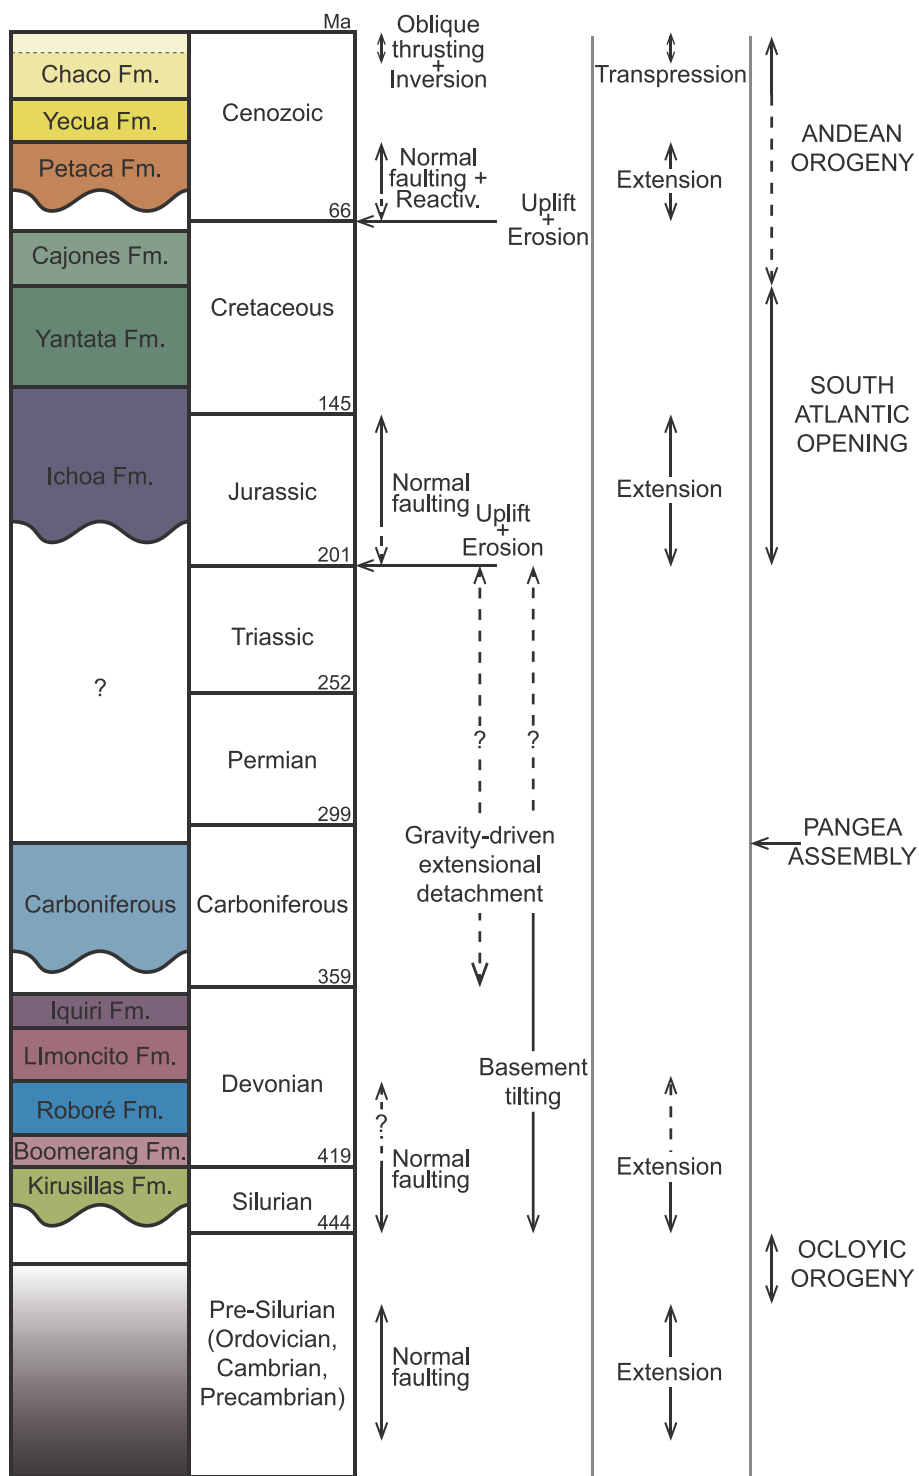 Ma
Chaco Fm.
Yecua Fm.
Petaca Fm.
Cajones Fm.
Yantata Fm.
Ichoa Fm.
?
Carboniferous
Iquiri Fm.
LImoncito Fm.
Roboré Fm.
Boomerang Fm.
Kirusillas Fm.
Cenozoic
66
Cretaceous
145
Jurassic
201
Triassic
252
Permian
299
Carboniferous
359
Devonian
419
Silurian
444
Pre-Silurian
(Ordovician,
Cambrian,
Precambrian)
Oblique
thrusting
+
Inversion
Normal
faulting +
Reactiv.
Uplift
+
Erosion
Normal
faulting
Uplift
+
Erosion
?
?
Gravity-driven
extensional
detachment
Basement
tilting
?
Normal
faulting
Normal
faulting
Transpression
Extension
Extension
Extension
Extension
ANDEAN
OROGENY
SOUTH
ATLANTIC
OPENING
PANGEA
ASSEMBLY
OCLOYIC
OROGENY